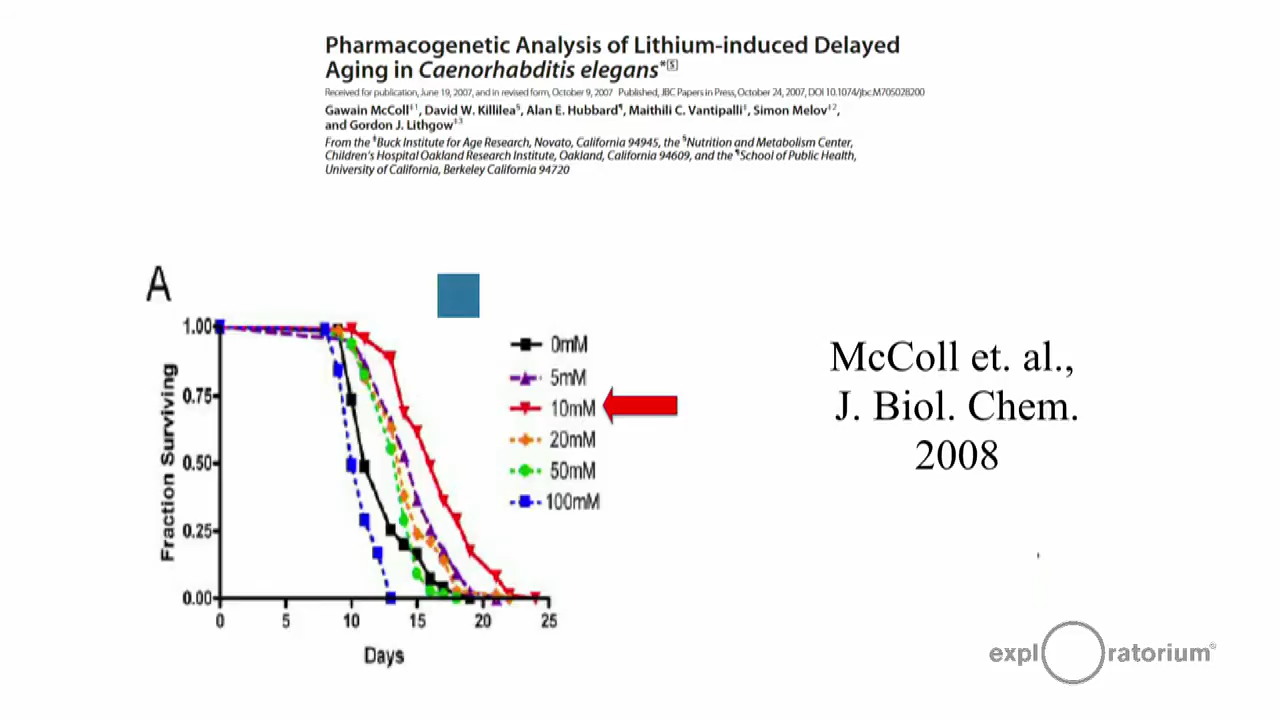 Pharmacogenetic Analysis of Lithium-induced Delayed
Aging in Caenorhabditis elegans*[S]
Received for publication, June 19, 2007, and in revised form, October 9, 2007 Published, JBC Papers in Press, October 24, 2007, DOI 10.1074/jbc.M705028200
Gawain McColl‡1, David W. Killilea§, Alan E. Hubbard¶, Maithili C. Vantipalli‡, Simon Melov‡2,
and Gordon J. Lithgow‡3
From the ‡Buck Institute for Age Research, Novato, California 94945, the §Nutrition and Metabolism Center,
Children's Hospital Oakland Research Institute, Oakland, California 94609, and the ¶School of Public Health,
University of California, Berkeley California 94720
A
Fraction Surviving
1.00
0.75
0.50
0.25
0.00
0 5 10 15 20 25
Days
0mM
5mM
10mM
20mM
50mM
100mM
McColl et. al.,
J. Biol. Chem.
2008
expl ratorium©